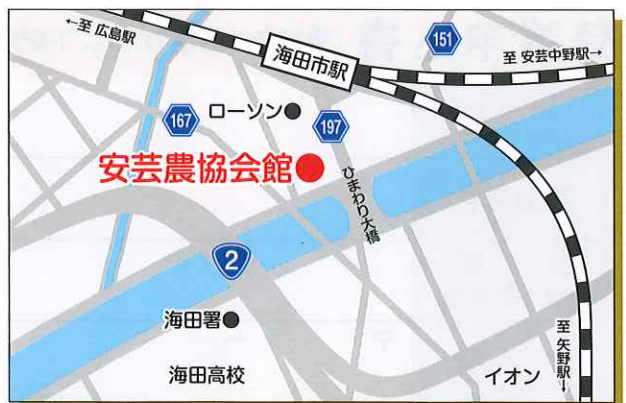 ←至 広島駅
海田市駅
151
至 安芸中野駅→
167
ローソン
197
安芸農協会館
ひまわり大橋
2
海田署
至 矢野駅→
海田高校
イオン